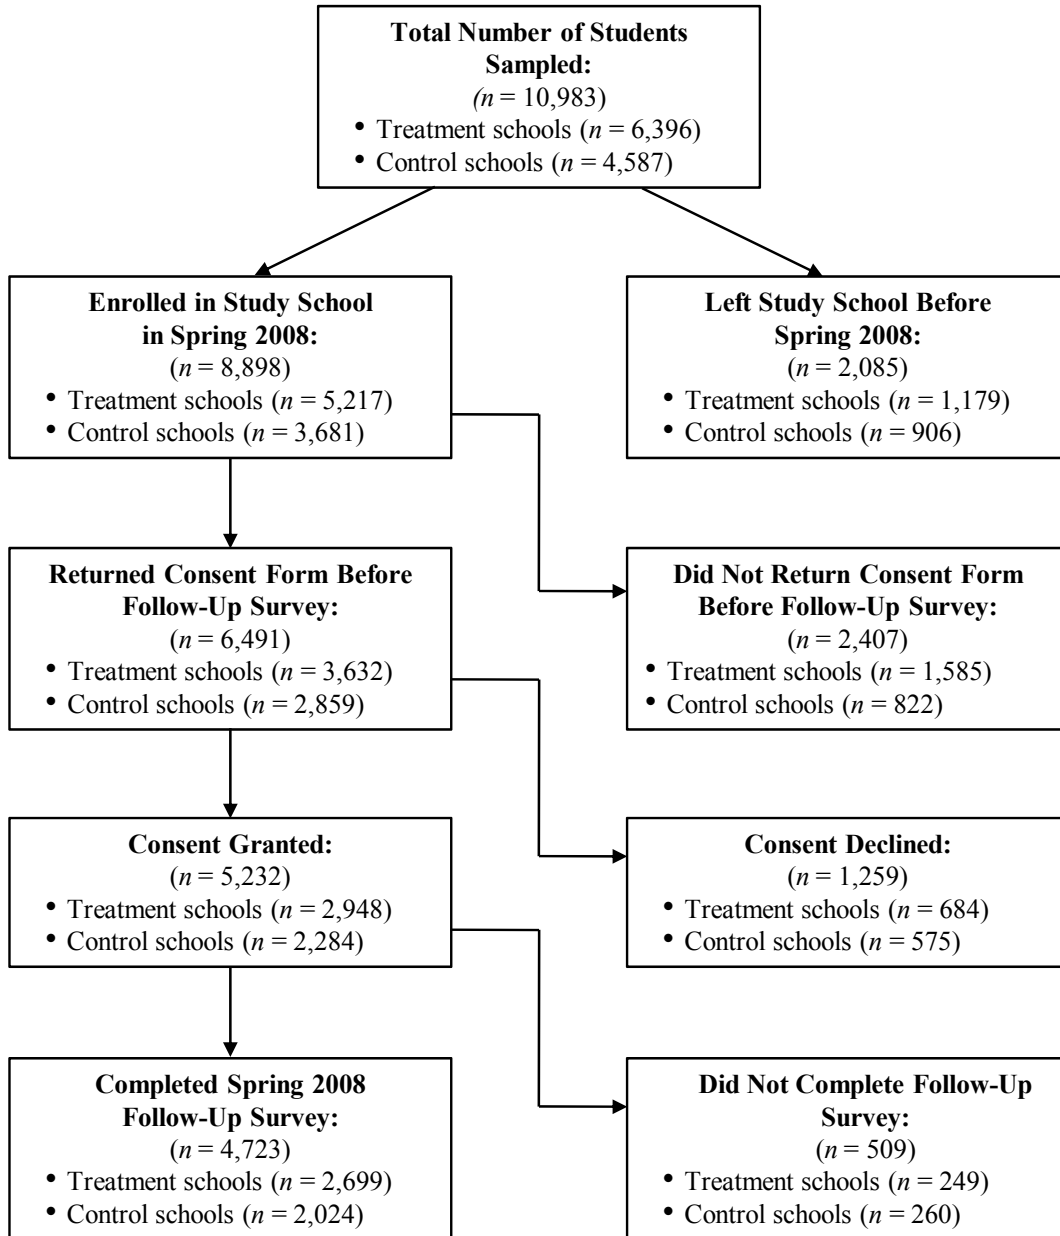 Total Number of Students
Sampled:
(n = 10,983)
• Treatment schools (n = 6,396)
• Control schools (n = 4,587)
Enrolled in Study School
in Spring 2008:
(n = 8,898)
• Treatment schools (n = 5,217)
• Control schools (n = 3,681)
Left Study School Before
Spring 2008:
(n = 2,085)
• Treatment schools (n = 1,179)
• Control schools (n = 906)
Returned Consent Form Before
Follow-Up Survey:
(n = 6,491)
• Treatment schools (n = 3,632)
• Control schools (n = 2,859)
Did Not Return Consent Form
Before Follow-Up Survey:
(n = 2,407)
• Treatment schools (n = 1,585)
• Control schools (n = 822)
Consent Granted:
(n = 5,232)
• Treatment schools (n = 2,948)
• Control schools (n = 2,284)
Consent Declined:
(n = 1,259)
• Treatment schools (n = 684)
• Control schools (n = 575)
Completed Spring 2008
Follow-Up Survey:
(n = 4,723)
• Treatment schools (n = 2,699)
• Control schools (n = 2,024)
Did Not Complete Follow-Up
Survey:
(n = 509)
• Treatment schools (n = 249)
• Control schools (n = 260)